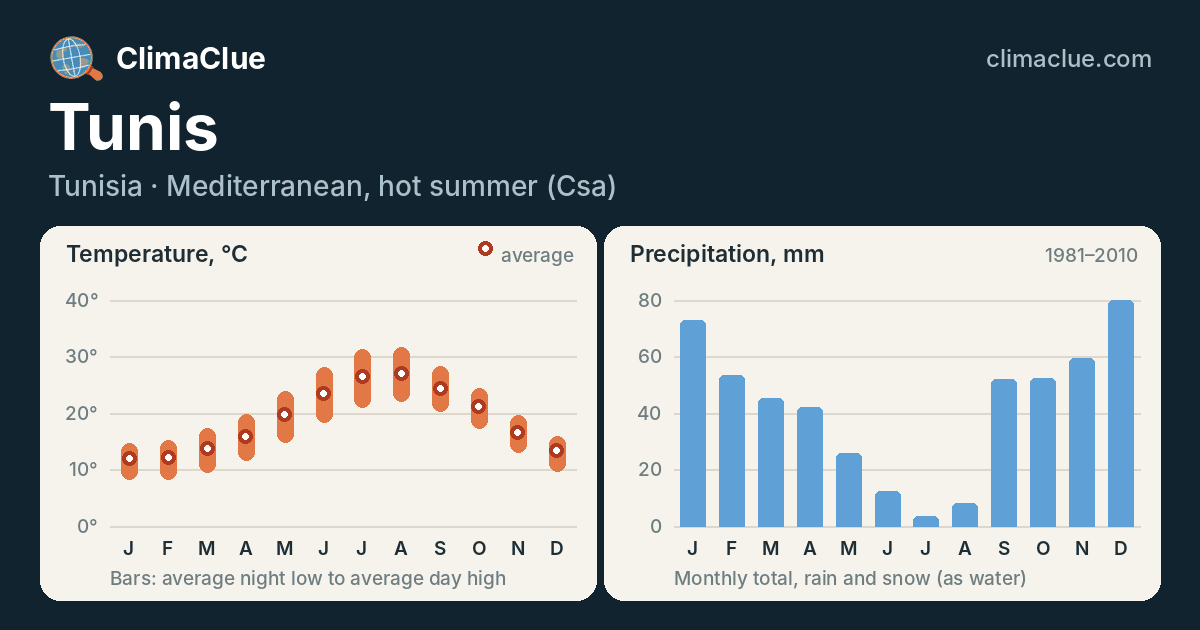 ClimaClue
climaclue.com
Tunis
Tunisia · Mediterranean, hot summer (Csa)
Temperature, °C
average
40°
30°
20°
10°
0°
J F M A M J J A S O N D
Bars: average night low to average day high
Precipitation, mm
1981–2010
80
60
40
20
0
J F M A M J J A S O N D
Monthly total, rain and snow (as water)